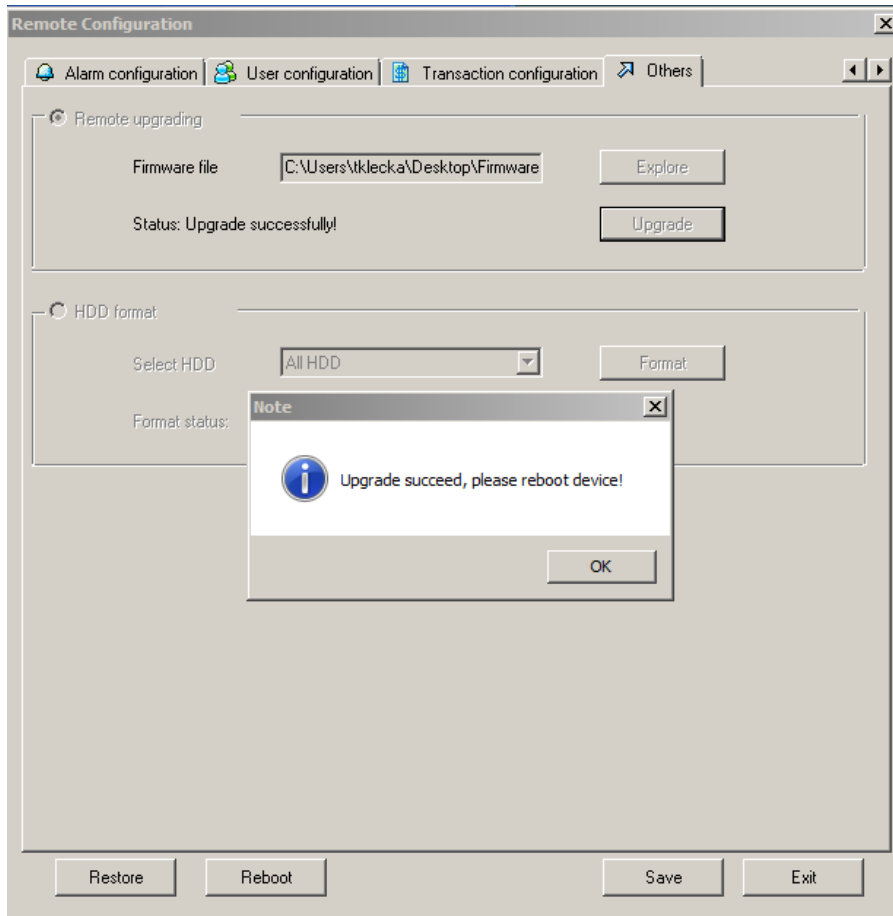 Remote Configuration
Alarm configuration User configuration Transaction configuration Others
Remote upgrading
Firmware file C:\Users\tklecka\Desktop\Firmware Explore
Status: Upgrade successfully! Upgrade
HDD format
Select HDD All HDD Format
Format status:
Note
Upgrade succeed, please reboot device!
OK
Restore Reboot Save Exit